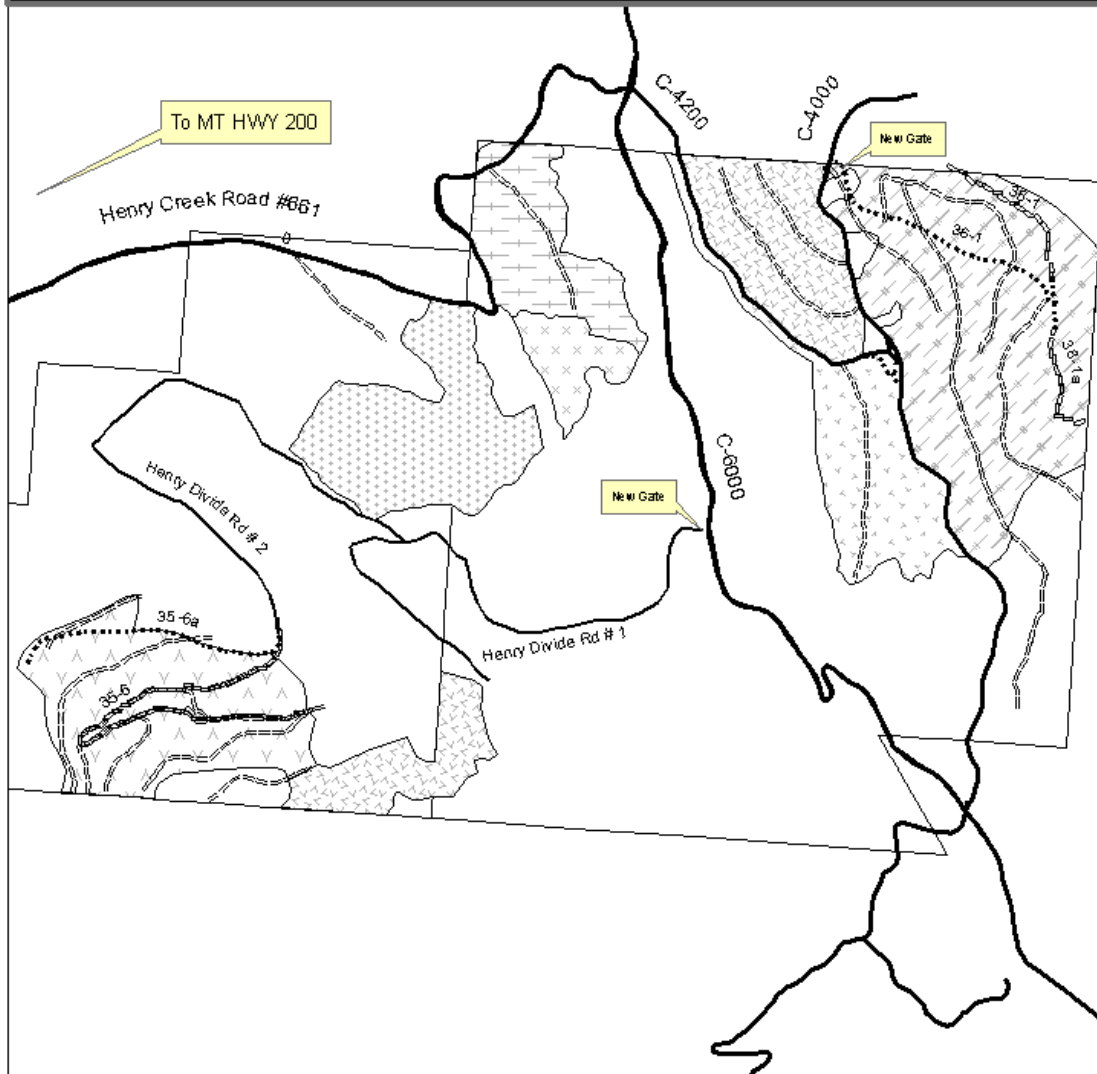 C-4200
C-4000
To MT HWY 200
New Gate
Henry Creek Road #661
36-1
36-1
36-1a
C-6000
Henry Divide Rd # 2
New Gate
35-6a
Henry Divide Rd # 1
35-6